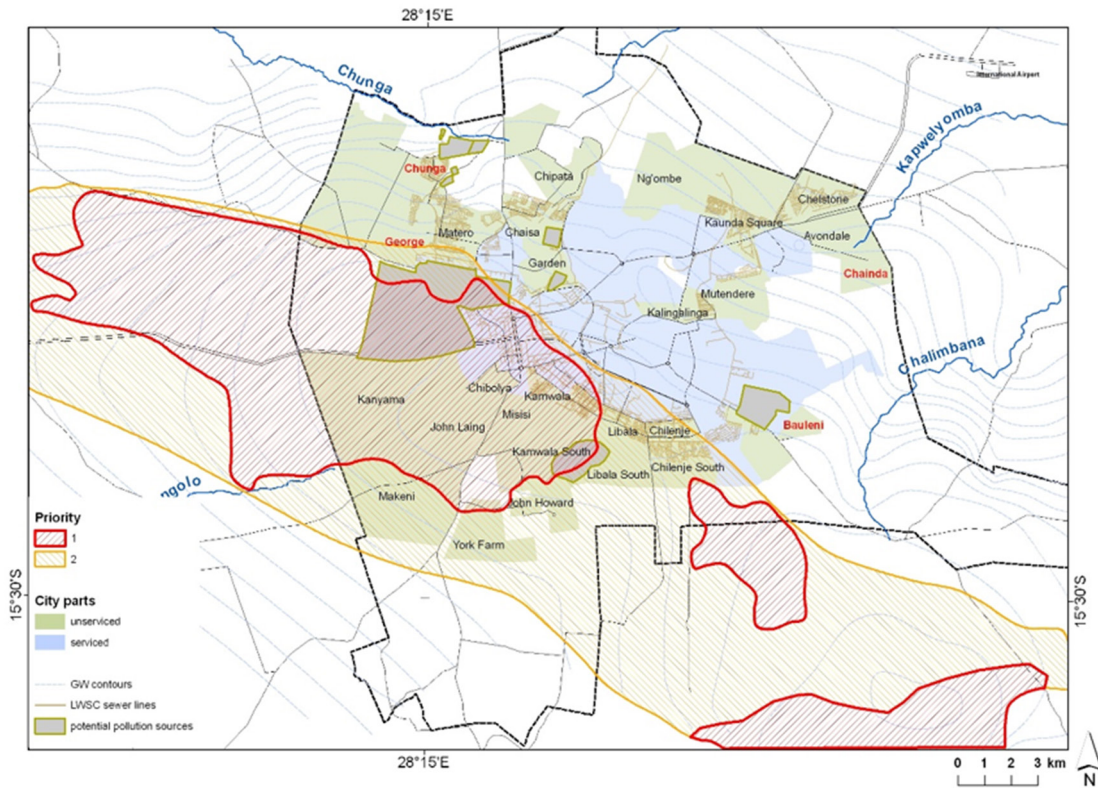 28°15'E
International Airport
Chunga
Kapwelyomba
Chunga
Chipata
Ng'ombe
Chelstone
Kaunda Square
Matero
Chaisa
Avondale
George
Garden
Chainda
Mutendere
Kalingalinga
Chalimbana
Chibolya
Kanyama
Kamwala
Misisi
John Laing
Bauleni
Libala
Chilenje
Kamwala South
Chilenje South
Libala South
ngolo
Makeni
John Howard
York Farm
Priority
1
2
15°30'S
15°30'S
City parts
unserviced
serviced
GW contours
LWSC sewer lines
potential pollution sources
28°15'E
0 1 2 3 km
N